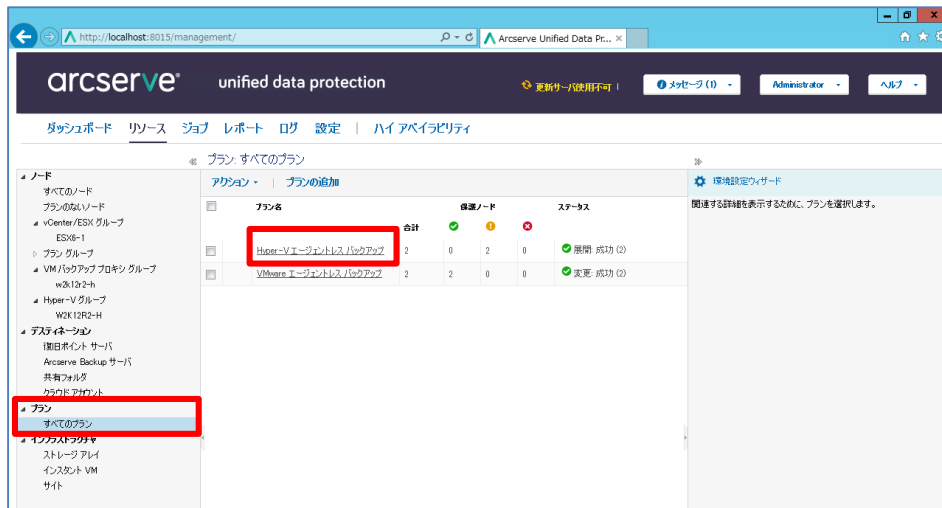 http://localhost:8015/management/
Arcserve Unified Data Pr... ×
arcserve® unified data protection
更新サーバ使用不可 |
メッセージ (1)
Administrator
ヘルプ
ダッシュボード リソース ジョブ レポート ログ 設定 | ハイ アベイラビリティ
ノード
すべてのノード
プランのないノード
vCenter/ESX グループ
ESX6-1
プラン グループ
VM バックアップ プロキシ グループ
w2k12r2-h
Hyper-V グループ
W2K12R2-H
デスティネーション
復旧ポイント サーバ
Arcserve Backup サーバ
共有フォルダ
クラウド アカウント
プラン
すべてのプラン
インフラストラクチャ
ストレージ アレイ
インスタント VM
サイト
プラン: すべてのプラン
アクション | プランの追加
プラン名 保護ノード ステータス
合計
Hyper-V エージェントレス バックアップ 2 0 2 0 展開: 成功 (2)
VMware エージェントレス バックアップ 2 2 0 0 変更: 成功 (2)
環境設定ウィザード
関連する詳細を表示するために、プランを選択します。